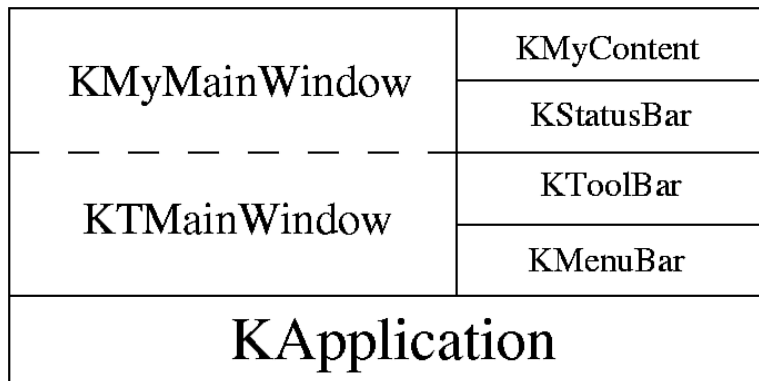 KMyMainWindow
KMyContent
KStatusBar
KTMainWindow
KToolBar
KMenuBar
KApplication